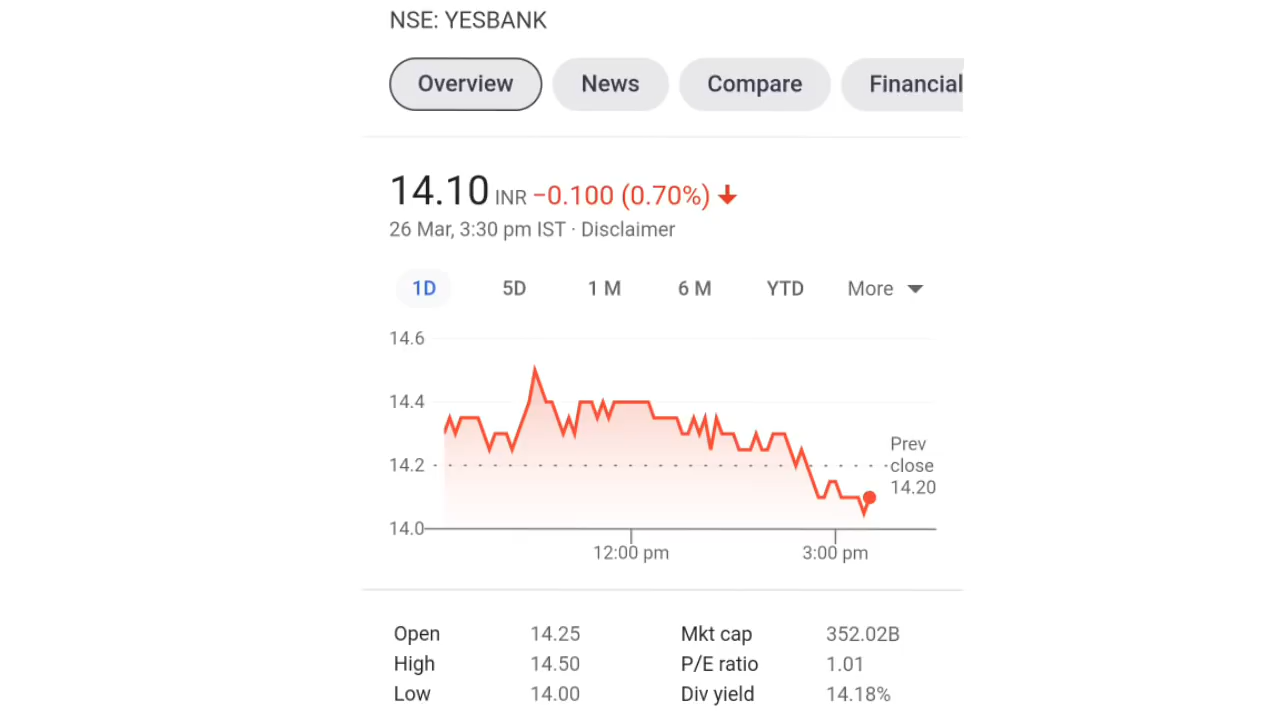 NSE: YESBANK
Overview News Compare Financial
14.10 INR −0.100 (0.70%)
26 Mar, 3:30 pm IST · Disclaimer
1D 5D 1 M 6 M YTD More
14.6
14.4
14.2
14.0
Prev
close
14.20
12:00 pm 3:00 pm
Open 14.25 Mkt cap 352.02B
High 14.50 P/E ratio 1.01
Low 14.00 Div yield 14.18%